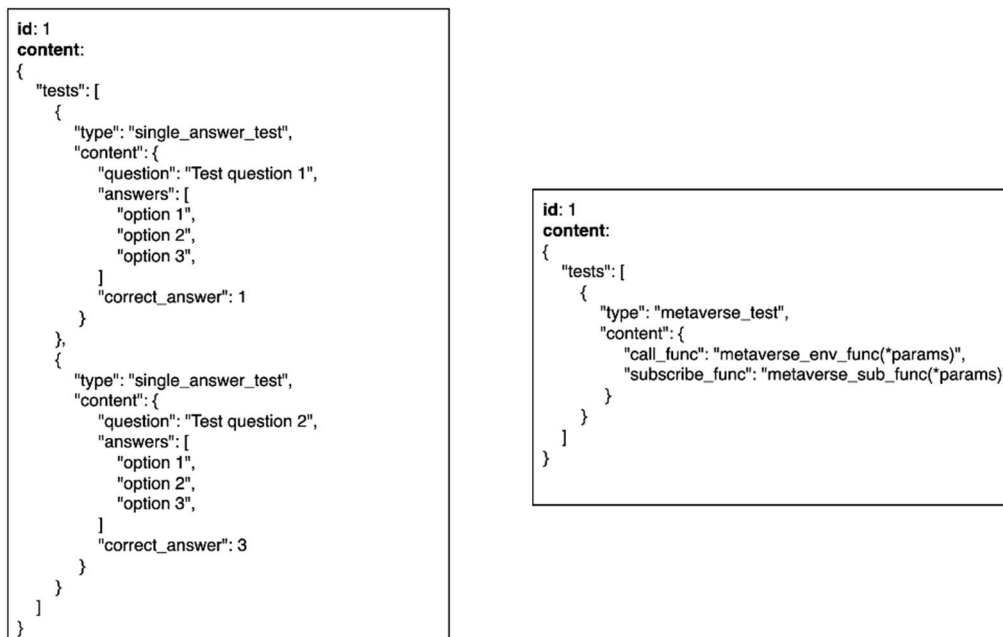 id: 1
content:
{
"tests": [
{
"type": "single_answer_test",
"content": {
"question": "Test question 1",
"answers": [
"option 1",
"option 2",
"option 3",
]
"correct_answer": 1
}
},
{
"type": "single_answer_test",
"content": {
"question": "Test question 2",
"answers": [
"option 1",
"option 2",
"option 3",
]
"correct_answer": 3
}
}
]
}
id: 1
content:
{
"tests": [
{
"type": "metaverse_test",
"content": {
"call_func": "metaverse_env_func(*params)",
"subscribe_func": "metaverse_sub_func(*params)"
}
}
]
}